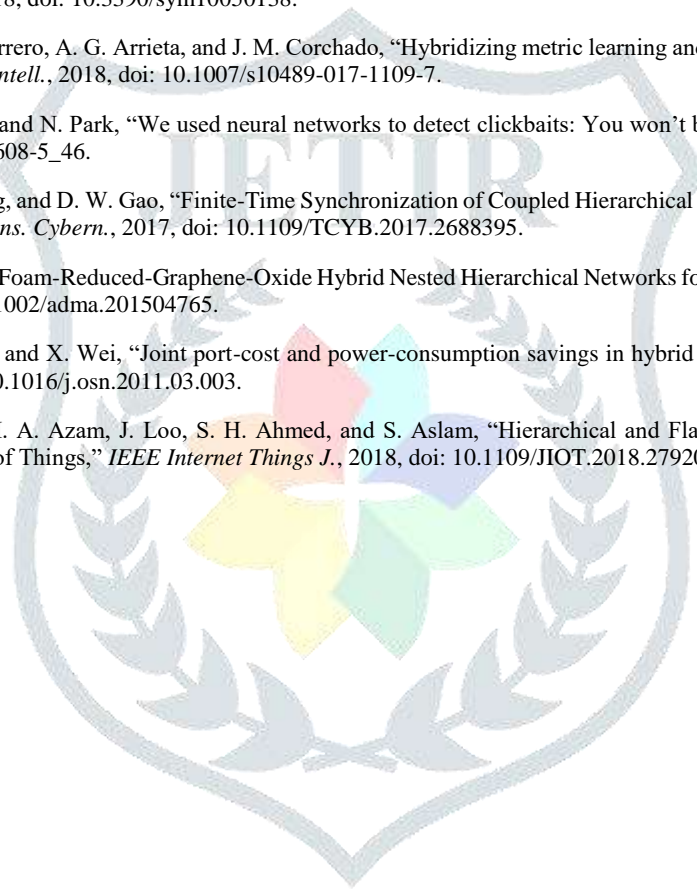 18, doi: 10.3390/sym10050138.
rrero, A. G. Arrieta, and J. M. Corchado, “Hybridizing metric learning and
ntell., 2018, doi: 10.1007/s10489-017-1109-7.
and N. Park, “We used neural networks to detect clickbaits: You won’t b
608-5_46.
g, and D. W. Gao, “Finite-Time Synchronization of Coupled Hierarchical
ns. Cybern., 2017, doi: 10.1109/TCYB.2017.2688395.
Foam-Reduced-Graphene-Oxide Hybrid Nested Hierarchical Networks fo
1002/adma.201504765.
and X. Wei, “Joint port-cost and power-consumption savings in hybrid
0.1016/j.osn.2011.03.003.
I. A. Azam, J. Loo, S. H. Ahmed, and S. Aslam, “Hierarchical and Fla
of Things,” IEEE Internet Things J., 2018, doi: 10.1109/JIOT.2018.27920
JETIR